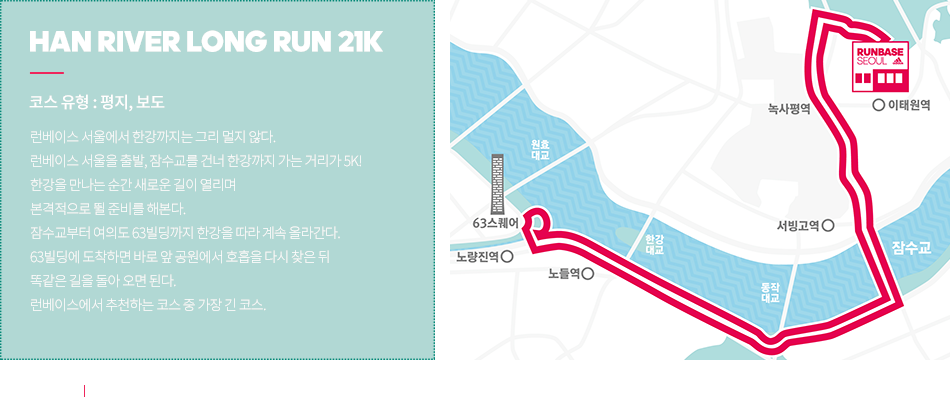 HAN RIVER LONG RUN 21K
코스 유형 : 평지, 보도
런베이스 서울에서 한강까지는 그리 멀지 않다.
런베이스 서울을 출발, 잠수교를 건너 한강까지 가는 거리가 5K!
한강을 만나는 순간 새로운 길이 열리며
본격적으로 뛸 준비를 해본다.
잠수교부터 여의도 63빌딩까지 한강을 따라 계속 올라간다.
63빌딩에 도착하면 바로 앞 공원에서 호흡을 다시 찾은 뒤
똑같은 길을 돌아 오면 된다.
런베이스에서 추천하는 코스 중 가장 긴 코스.
RUNBASE
SEOUL
adidas
이태원역
녹사평역
원효
대교
63스퀘어
서빙고역
한강
대교
잠수교
노량진역
노들역
동작
대교